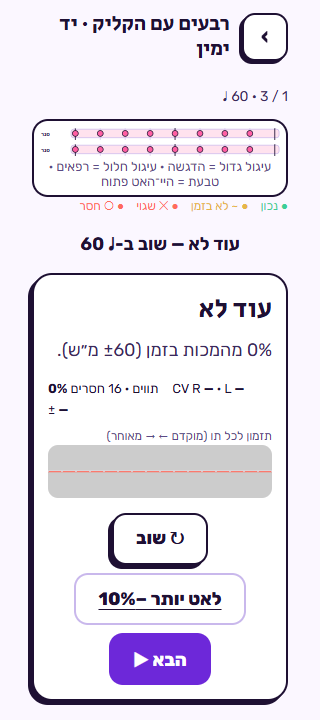 רבעים עם הקליק · יד
ימין
♩ 60 · 3 / 1
סנר
סנר
עיגול גדול = הדגשה · עיגול חלול = רפאים ·
טבעת = היי־האט פתוח
● נכון ● ~ לא בזמן ● ✕ שגוי ● ○ חסר
עוד לא — שוב ב-♩ 60
עוד לא
0% מהמכות בזמן (±60 מ״ש).
0% תווים · 16 חסרים CV R — · L —
± —
תזמון לכל תו (מוקדם ← → מאוחר)
↻ שוב
לאט יותר −10%
הבא ▶